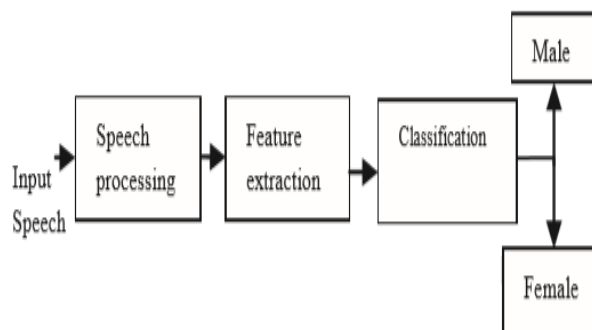 Input
Speech
Speech
processing
Feature
extraction
Classification
Male
Female